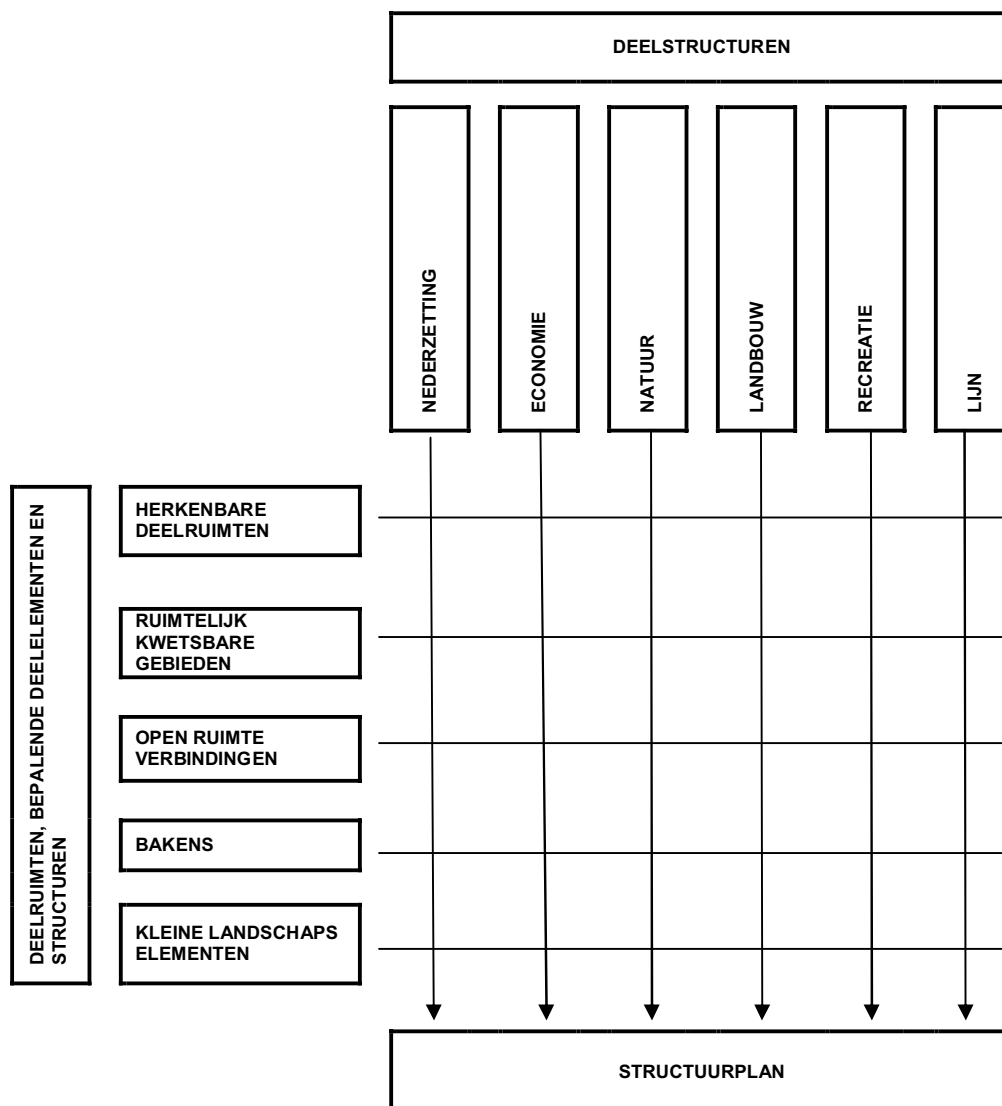 DEELSTRUCTUREN
NEDERZETTING
ECONOMIE
NATUUR
LANDBOUW
RECREATIE
LIJN
DEELRUIMTEN, BEPALENDE DEELELEMENTEN EN
STRUCTUREN
HERKENBARE
DEELRUIMTEN
RUIMTELIJK
KWETSBARE
GEBIEDEN
OPEN RUIMTE
VERBINDINGEN
BAKENS
KLEINE LANDSCHAPS
ELEMENTEN
STRUCTUURPLAN